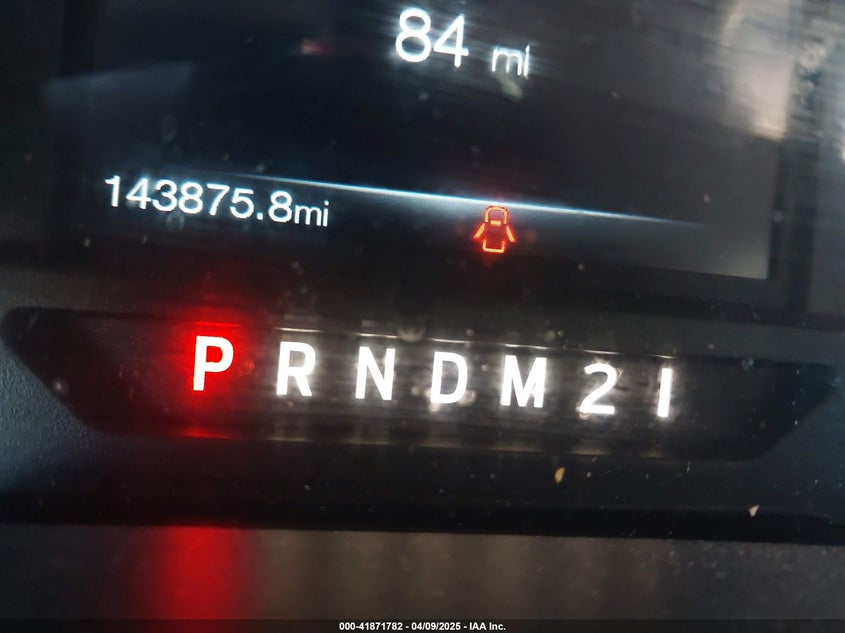 84 mi
143875.8mi
P R N D M 2 1
000-41871782 - 04/09/2025 - IAA Inc.